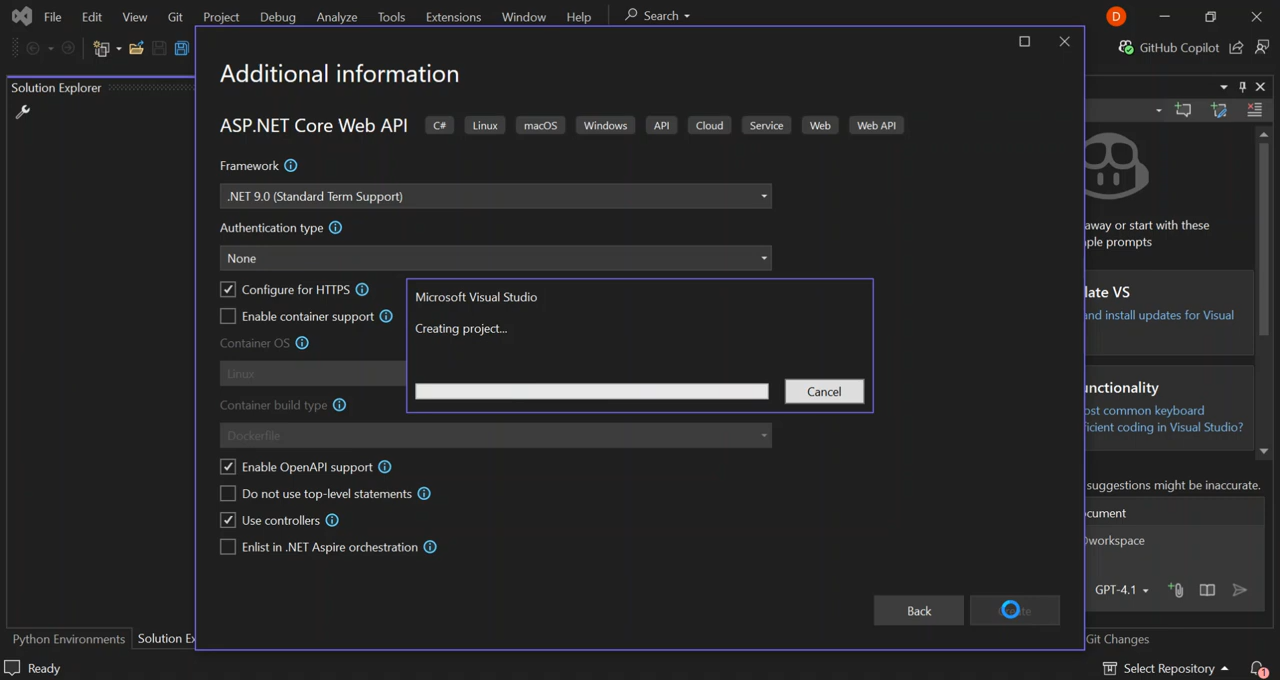 File Edit View Git Project Debug Analyze Tools Extensions Window Help Search D
GitHub Copilot
Solution Explorer
Additional information
ASP.NET Core Web API C# Linux macOS Windows API Cloud Service Web Web API
Framework
.NET 9.0 (Standard Term Support)
Authentication type
None
Configure for HTTPS
Enable container support
Container OS
Linux
Container build type
Dockerfile
Enable OpenAPI support
Do not use top-level statements
Use controllers
Enlist in .NET Aspire orchestration
Microsoft Visual Studio
Creating project...
Cancel
Back
away or start with these
ple prompts
late VS
and install updates for Visual
unctionality
ost common keyboard
ficient coding in Visual Studio?
suggestions might be inaccurate.
ocument
workspace
GPT-4.1
Python Environments Solution Ex
Git Changes
Ready
Select Repository 1